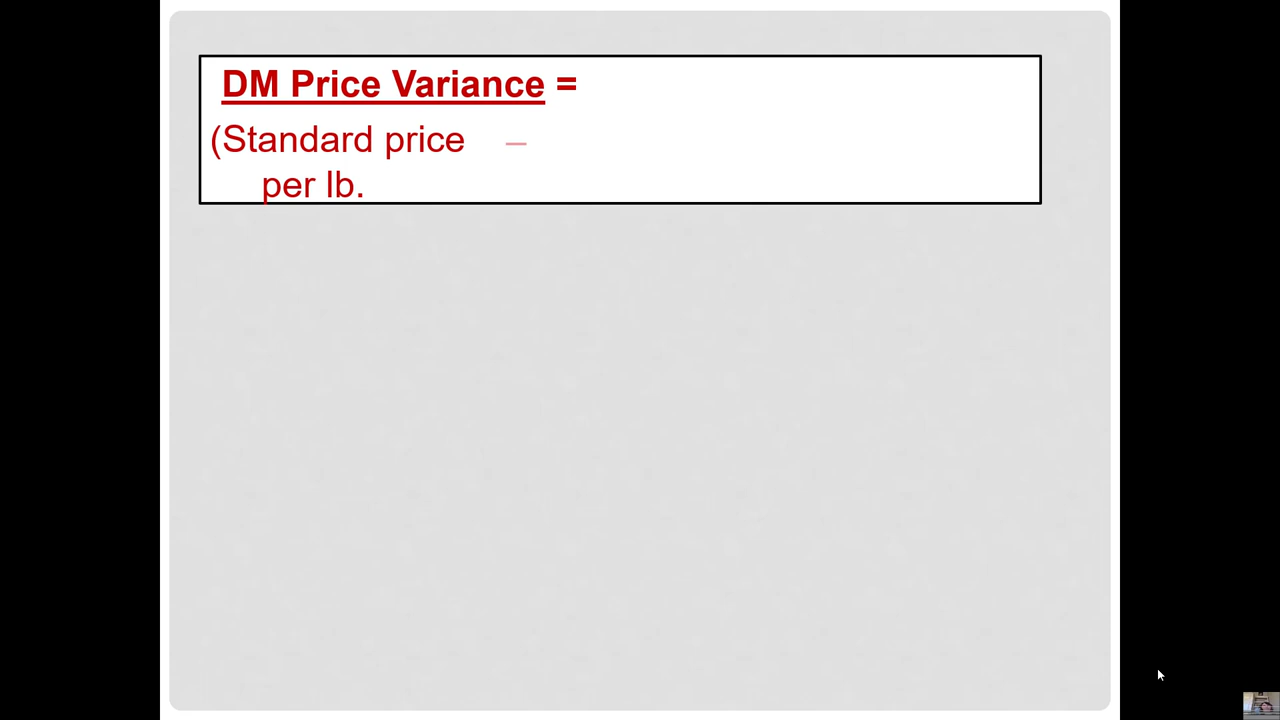 DM Price Variance =
(Standard price –
per lb.